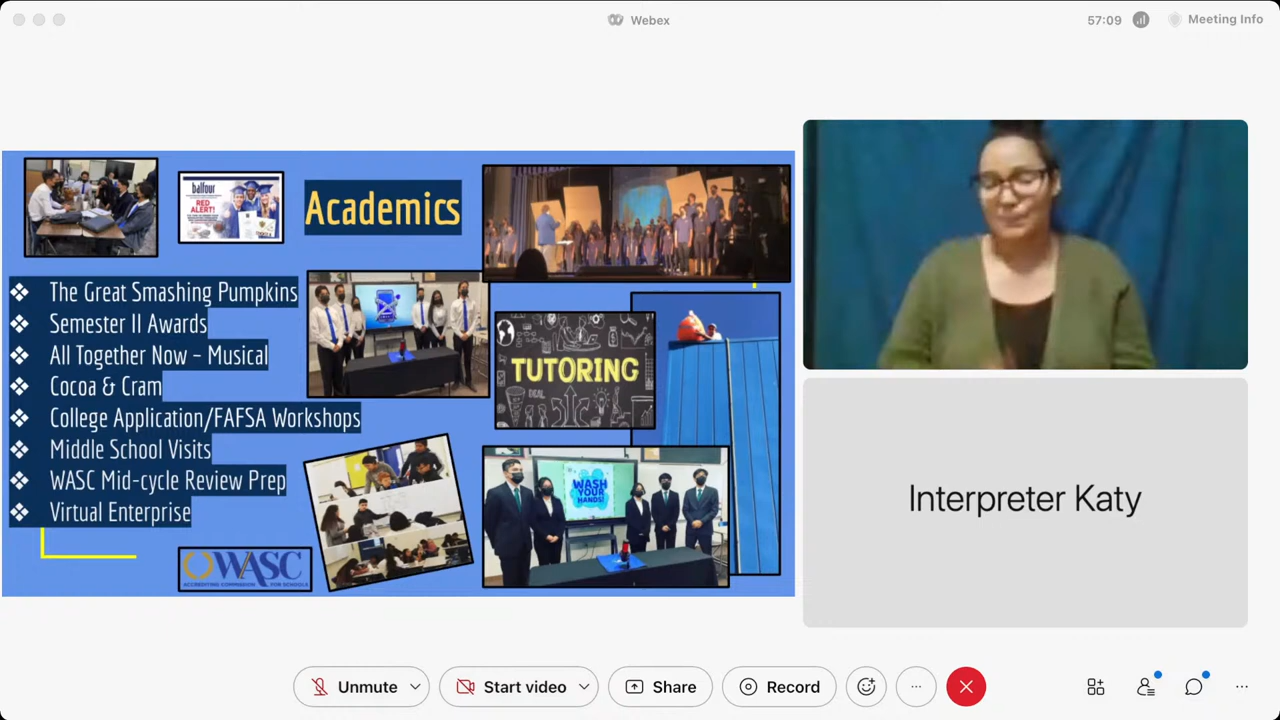 Webex
57:09
Meeting Info
balfour
RED
ALERT!
Academics
The Great Smashing Pumpkins
Semester II Awards
All Together Now – Musical
Cocoa & Cram
College Application/FAFSA Workshops
Middle School Visits
WASC Mid-cycle Review Prep
Virtual Enterprise
TUTORING
WASH
YOUR
HANDS!
WASC
ACCREDITING COMMISSION FOR SCHOOLS
Interpreter Katy
Unmute
Start video
Share
Record